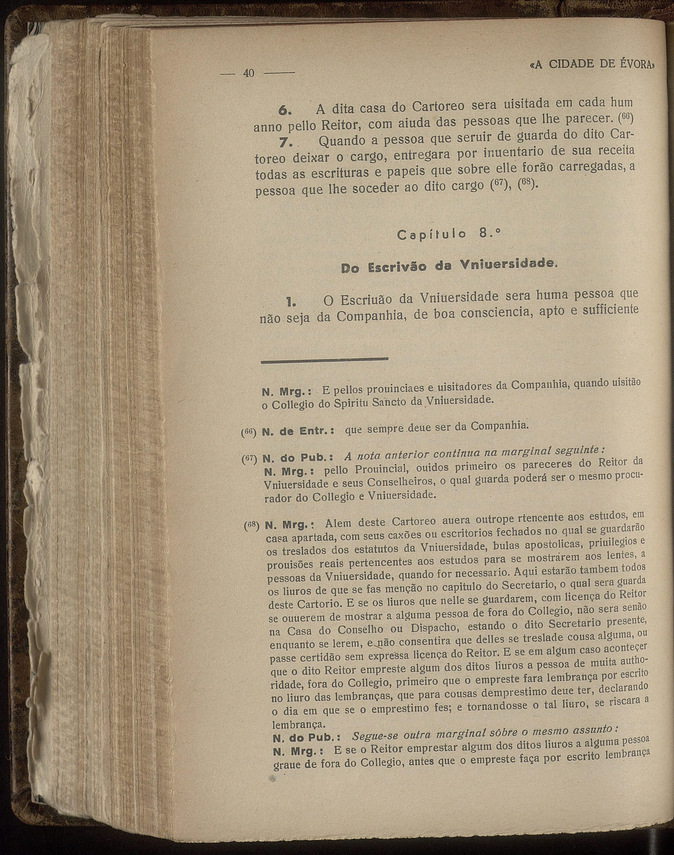 — 40 —
«A CIDADE DE ÉVORA»
6. A dita casa do Cartoreo sera uisitada em cada hum
anno pello Reitor, com aiuda das pessoas que lhe parecer. (66)
7. Quando a pessoa que seruir de guarda do dito Car-
toreo deixar o cargo, entregara por inuentario de sua receita
todas as escrituras e papeis que sobre elle forão carregadas, a
pessoa que lhe soceder ao dito cargo (67), (68).
Capítulo 8.º
Do Escrivão da Vniuersidade.
1. O Escriuão da Vniuersidade sera huma pessoa que
não seja da Companhia, de boa consciencia, apto e sufficiente
N. Mrg.: E pellos prouinciaes e uisitadores da Companhia, quando uisitão
o Collegio do Spiritu Sancto da Vniuersidade.
(66) N. de Entr.: que sempre deue ser da Companhia.
(67) N. do Pub.: A nota anterior continua na marginal seguinte:
N. Mrg.: pello Prouincial, ouidos primeiro os pareceres do Reitor da
Vniuersidade e seus Conselheiros, o qual guarda poderá ser o mesmo procu-
rador do Collegio e Vniuersidade.
(68) N. Mrg.: Alem deste Cartoreo auera outrope rtencente aos estudos, em
casa apartada, com seus caxões ou escritorios fechados no qual se guardarão
os treslados dos estatutos da Vniuersidade, bulas apostolicas, priuilegios e
prouisões reais pertencentes aos estudos para se mostrarem aos lentes, a
pessoas da Vniuersidade, quando for necessario. Aqui estarão tambem todos
os liuros de que se fas menção no capitulo do Secretario, o qual sera guarda
deste Cartorio. E se os liuros que nelle se guardarem, com licença do Reitor
se ouuerem de mostrar a alguma pessoa de fora do Collegio, não sera senão
na Casa do Conselho ou Dispacho, estando o dito Secretario presente,
enquanto se lerem, e não consentira que delles se treslade cousa alguma, ou
passe certidão sem expressa liçença do Reitor. E se em algum caso aconteçer
que o dito Reitor empreste algum dos ditos liuros a pessoa de muita autho-
ridade, fora do Collegio, primeiro que o empreste fara lembrança por escrito
no liuro das lembranças, que para cousas demprestimo deue ter, declarando
o dia em que se o emprestimo fes; e tornandosse o tal liuro, se riscara a
lembrança.
N. do Pub.: Segue-se outra marginal sôbre o mesmo assunto:
N. Mrg.: E se o Reitor emprestar algum dos ditos liuros a alguma pessoa
graue de fora do Collegio, antes que o empreste faça por escrito lembrança